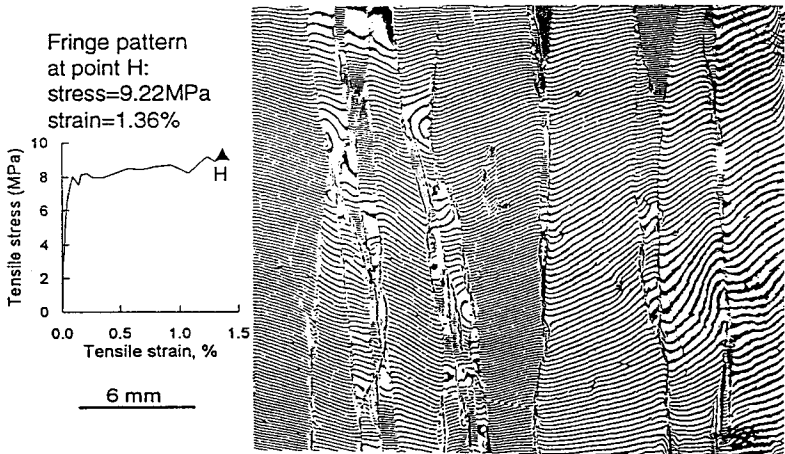 Fringe pattern
at point H:
stress=9.22MPa
strain=1.36%
Tensile stress (MPa)
10
8
6
4
2
0
H
0.0 0.5 1.0 1.5
Tensile strain, %
6 mm